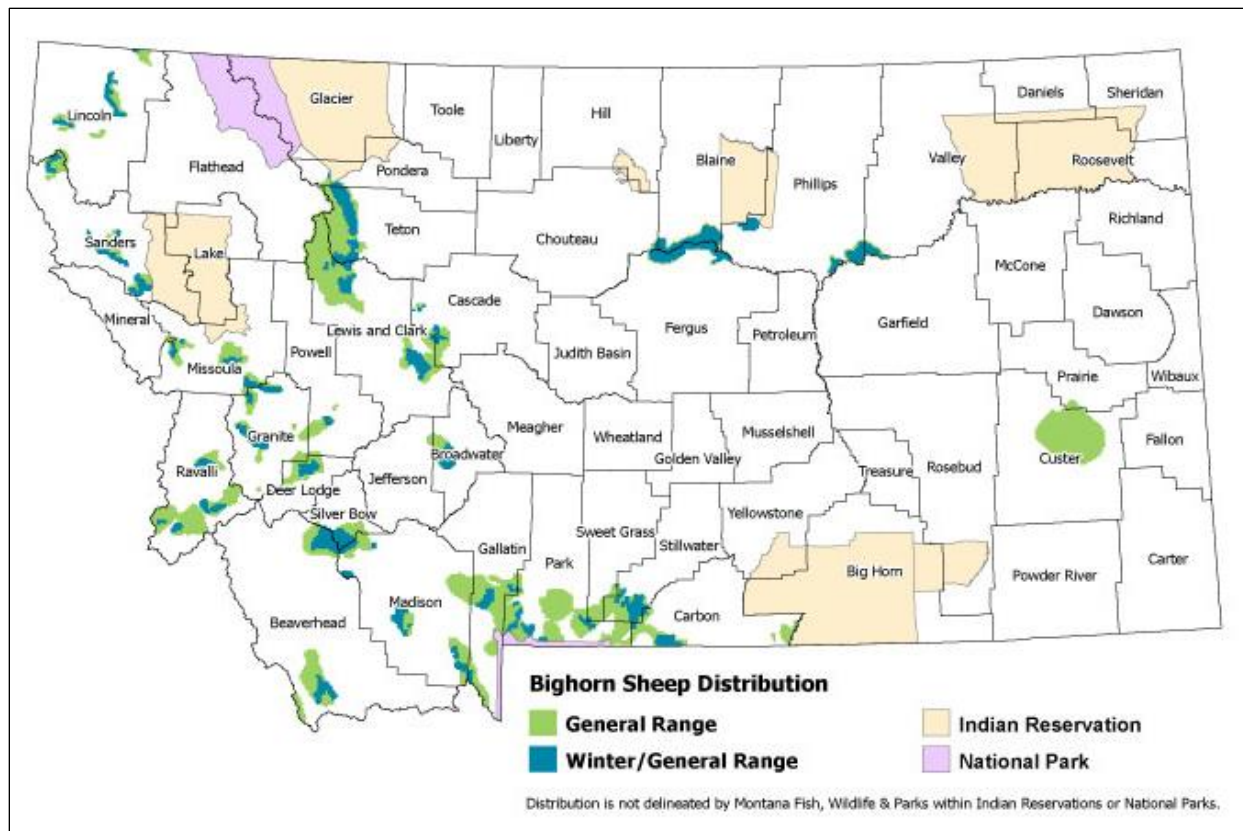 Daniels
Sheridan
Glacier
Toole
Hill
Lincoln
Liberty
Blaine
Valley
Roosevelt
Flathead
Pondera
Phillips
Richland
Teton
Chouteau
Sanders
Lake
McCone
Cascade
Dawson
Mineral
Lewis and Clark
Fergus
Petroleum
Garfield
Powell
Judith Basin
Missoula
Prairie
Wibaux
Meagher
Granite
Wheatland
Musselshell
Broadwater
Golden Valley
Fallon
Ravalli
Jefferson
Treasure
Rosebud
Custer
Deer Lodge
Silver Bow
Yellowstone
Sweet Grass
Stillwater
Gallatin
Park
Carter
Big Horn
Powder River
Madison
Carbon
Beaverhead
Bighorn Sheep Distribution
General Range
Indian Reservation
Winter/General Range
National Park
Distribution is not delineated by Montana Fish, Wildlife & Parks within Indian Reservations or National Parks.